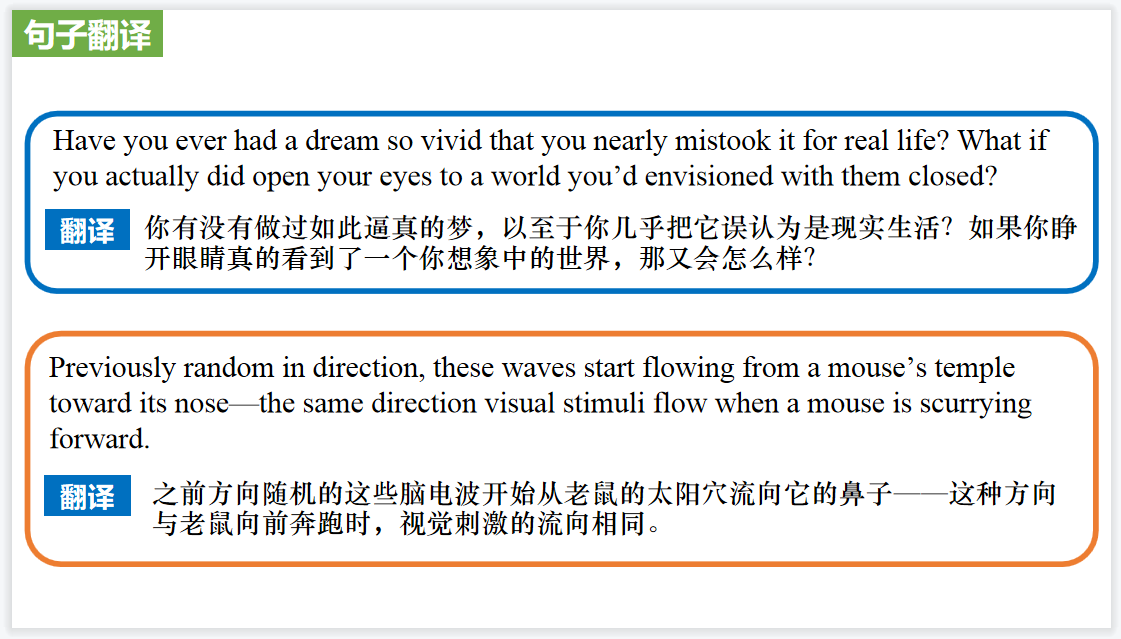 句子翻译
Have you ever had a dream so vivid that you nearly mistook it for real life? What if
you actually did open your eyes to a world you’d envisioned with them closed?
翻译
你有没有做过如此逼真的梦，以至于你几乎把它误认为是现实生活？如果你睁
开眼睛真的看到了一个你想象中的世界，那又会怎么样？
Previously random in direction, these waves start flowing from a mouse’s temple
toward its nose—the same direction visual stimuli flow when a mouse is scurrying
forward.
翻译
之前方向随机的这些脑电波开始从老鼠的太阳穴流向它的鼻子——这种方向
与老鼠向前奔跑时，视觉刺激的流向相同。